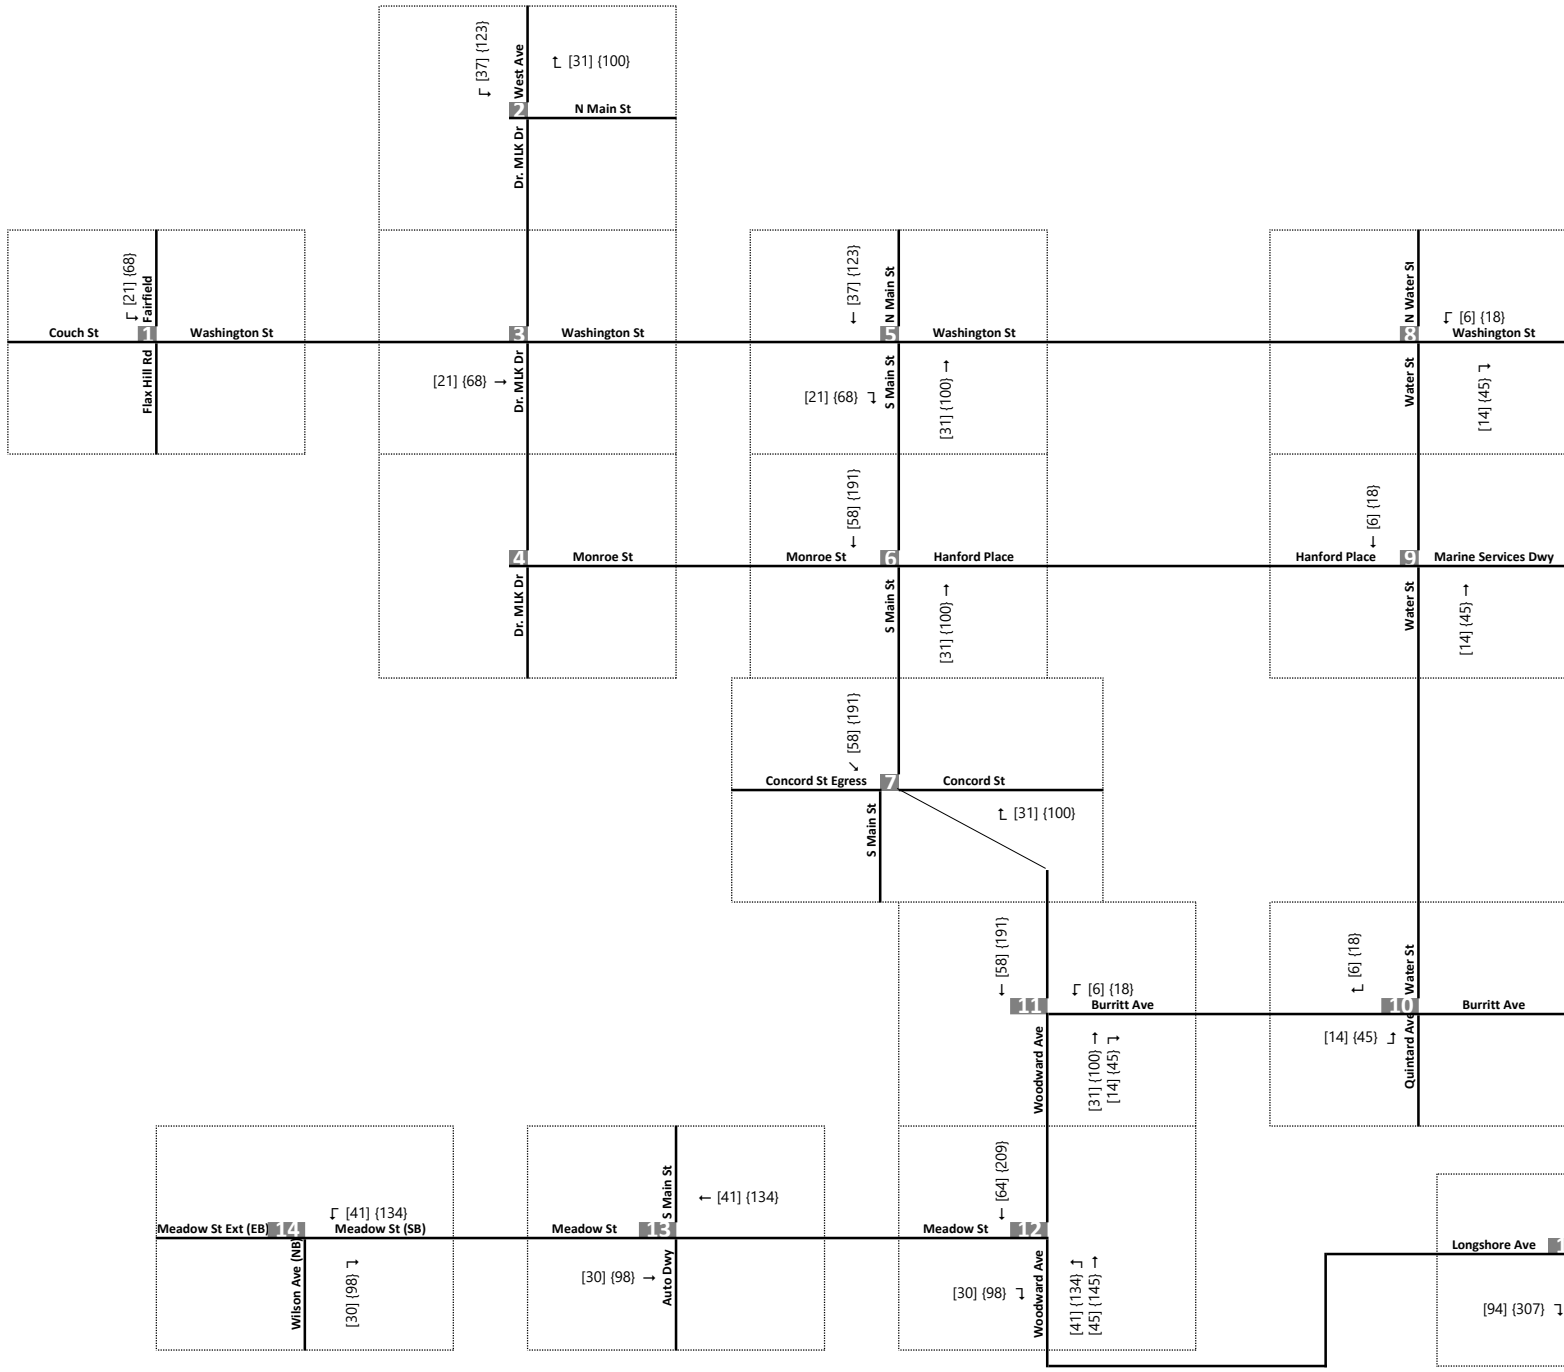 [37] {123}
West Ave
[31] {100}
2
N Main St
Dr. MLK Dr
[21] {68}
Fairfield
Couch St
1
Washington St
Flax Hill Rd
3
Washington St
[21] {68}
Dr. MLK Dr
[37] {123}
N Main St
5
Washington St
[21] {68}
S Main St
[31] {100}
N Water St
[6] {18}
8
Washington St
Water St
[14] {45}
4
Monroe St
Dr. MLK Dr
[58] {191}
Monroe St
6
Hanford Place
S Main St
[31] {100}
[6] {18}
Hanford Place
9
Marine Services Dwy
Water St
[14] {45}
[58] {191}
Concord St Egress
7
Concord St
S Main St
[31] {100}
[58] {191}
[6] {18}
11
Burritt Ave
Woodward Ave
[31] {100}
[14] {45}
[6] {18}
Water St
10
Burritt Ave
[14] {45}
Quintard Ave
[41] {134}
Meadow St Ext (EB)
14
Meadow St (SB)
Wilson Ave (NB)
[30] {98}
S Main St
[41] {134}
Meadow St
13
[30] {98}
Auto Dwy
[64] {209}
Meadow St
12
[30] {98}
Woodward Ave
[41] {134}
[45] {145}
Longshore Ave
[94] {307}